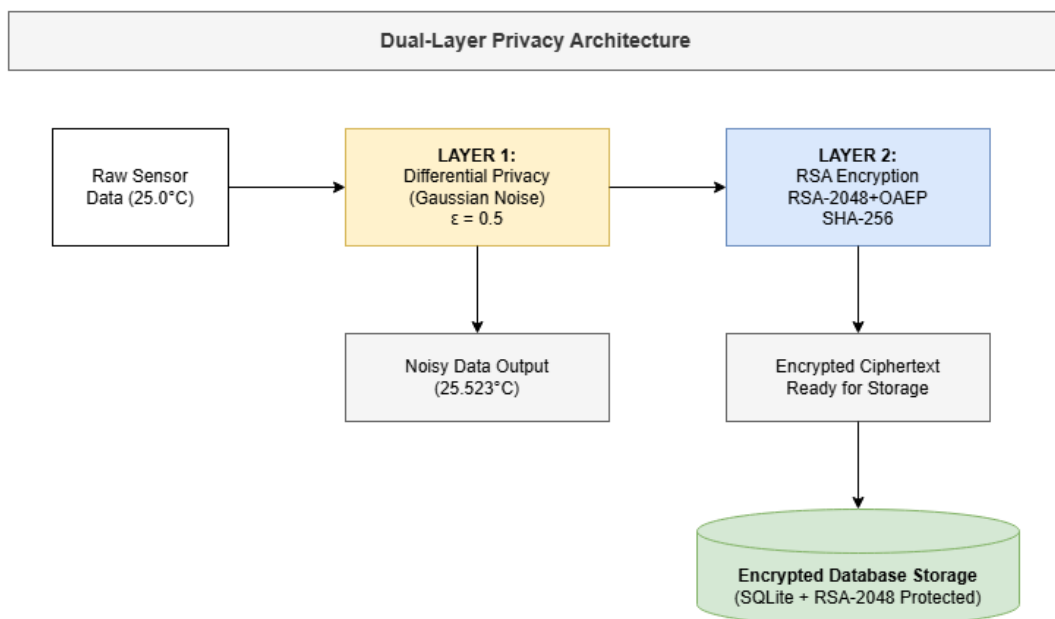 Dual-Layer Privacy Architecture
Raw Sensor
Data (25.0°C)
LAYER 1:
Differential Privacy
(Gaussian Noise)
ε = 0.5
LAYER 2:
RSA Encryption
RSA-2048+OAEP
SHA-256
Noisy Data Output
(25.523°C)
Encrypted Ciphertext
Ready for Storage
Encrypted Database Storage
(SQLite + RSA-2048 Protected)